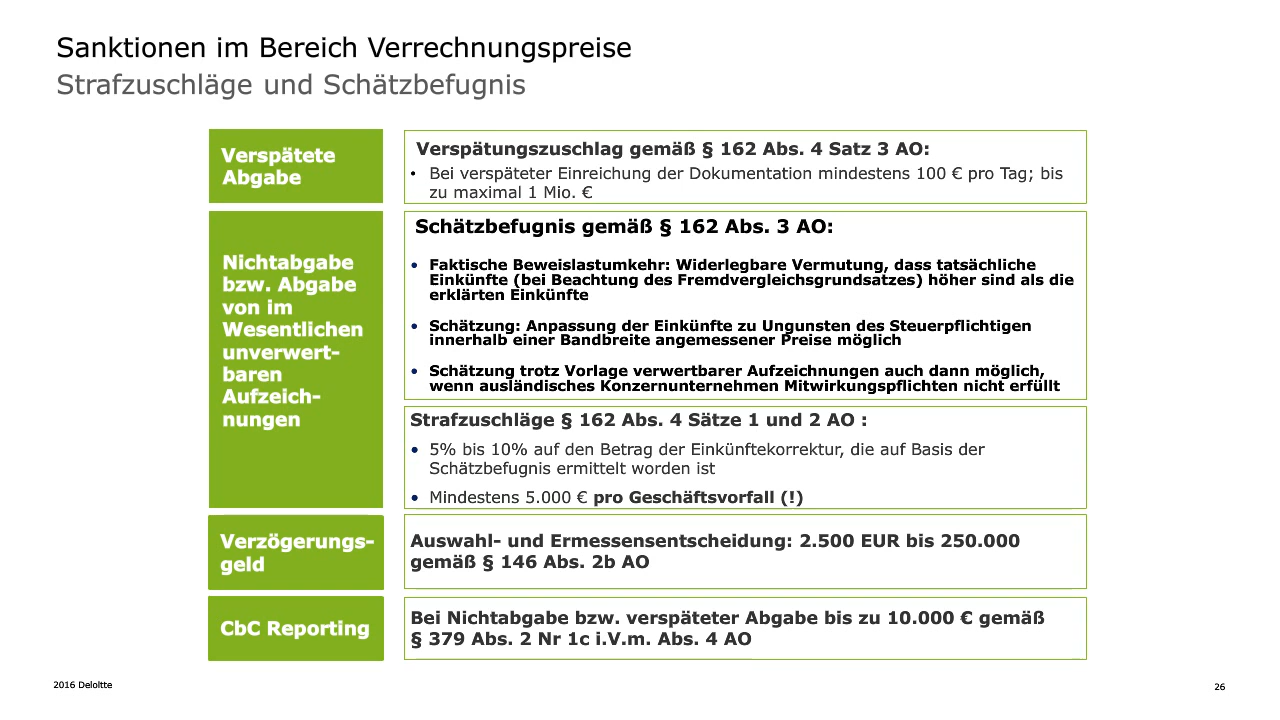 Sanktionen im Bereich Verrechnungspreise
Strafzuschläge und Schätzbefugnis
Verspätete
Abgabe
Verspätungszuschlag gemäß § 162 Abs. 4 Satz 3 AO:
• Bei verspäteter Einreichung der Dokumentation mindestens 100 € pro Tag; bis
zu maximal 1 Mio. €
Nichtabgabe
bzw. Abgabe
von im
Wesentlichen
unverwert-
baren
Aufzeich-
nungen
Schätzbefugnis gemäß § 162 Abs. 3 AO:
• Faktische Beweislastumkehr: Widerlegbare Vermutung, dass tatsächliche
Einkünfte (bei Beachtung des Fremdvergleichsgrundsatzes) höher sind als die
erklärten Einkünfte
• Schätzung: Anpassung der Einkünfte zu Ungunsten des Steuerpflichtigen
innerhalb einer Bandbreite angemessener Preise möglich
• Schätzung trotz Vorlage verwertbarer Aufzeichnungen auch dann möglich,
wenn ausländisches Konzernunternehmen Mitwirkungspflichten nicht erfüllt
Strafzuschläge § 162 Abs. 4 Sätze 1 und 2 AO :
• 5% bis 10% auf den Betrag der Einkünftekorrektur, die auf Basis der
Schätzbefugnis ermittelt worden ist
• Mindestens 5.000 € pro Geschäftsvorfall (!)
Verzögerungs-
geld
Auswahl- und Ermessensentscheidung: 2.500 EUR bis 250.000
gemäß § 146 Abs. 2b AO
CbC Reporting
Bei Nichtabgabe bzw. verspäteter Abgabe bis zu 10.000 € gemäß
§ 379 Abs. 2 Nr 1c i.V.m. Abs. 4 AO
2016 Deloitte
26